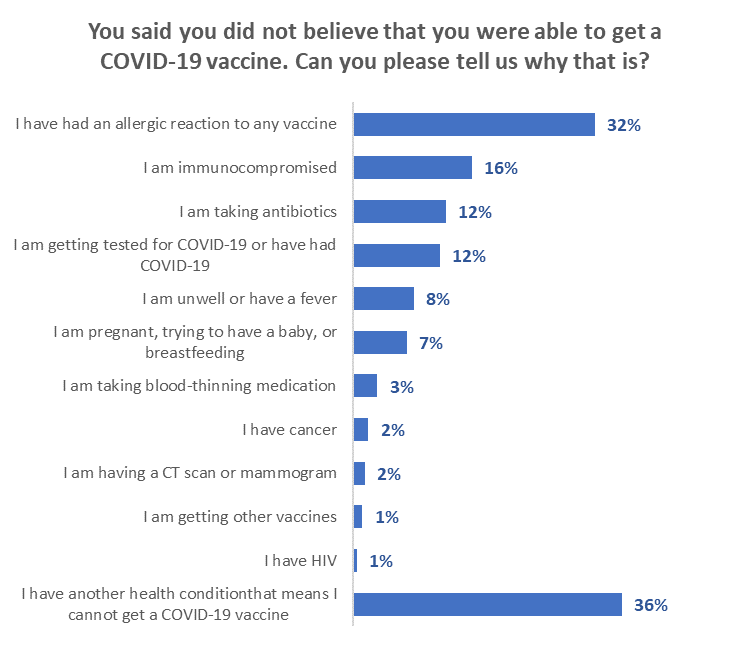 You said you did not believe that you were able to get a
COVID-19 vaccine. Can you please tell us why that is?
I have had an allergic reaction to any vaccine 32%
I am immunocompromised 16%
I am taking antibiotics 12%
I am getting tested for COVID-19 or have had
COVID-19 12%
I am unwell or have a fever 8%
I am pregnant, trying to have a baby, or
breastfeeding 7%
I am taking blood-thinning medication 3%
I have cancer 2%
I am having a CT scan or mammogram 2%
I am getting other vaccines 1%
I have HIV 1%
I have another health conditionthat means I
cannot get a COVID-19 vaccine 36%